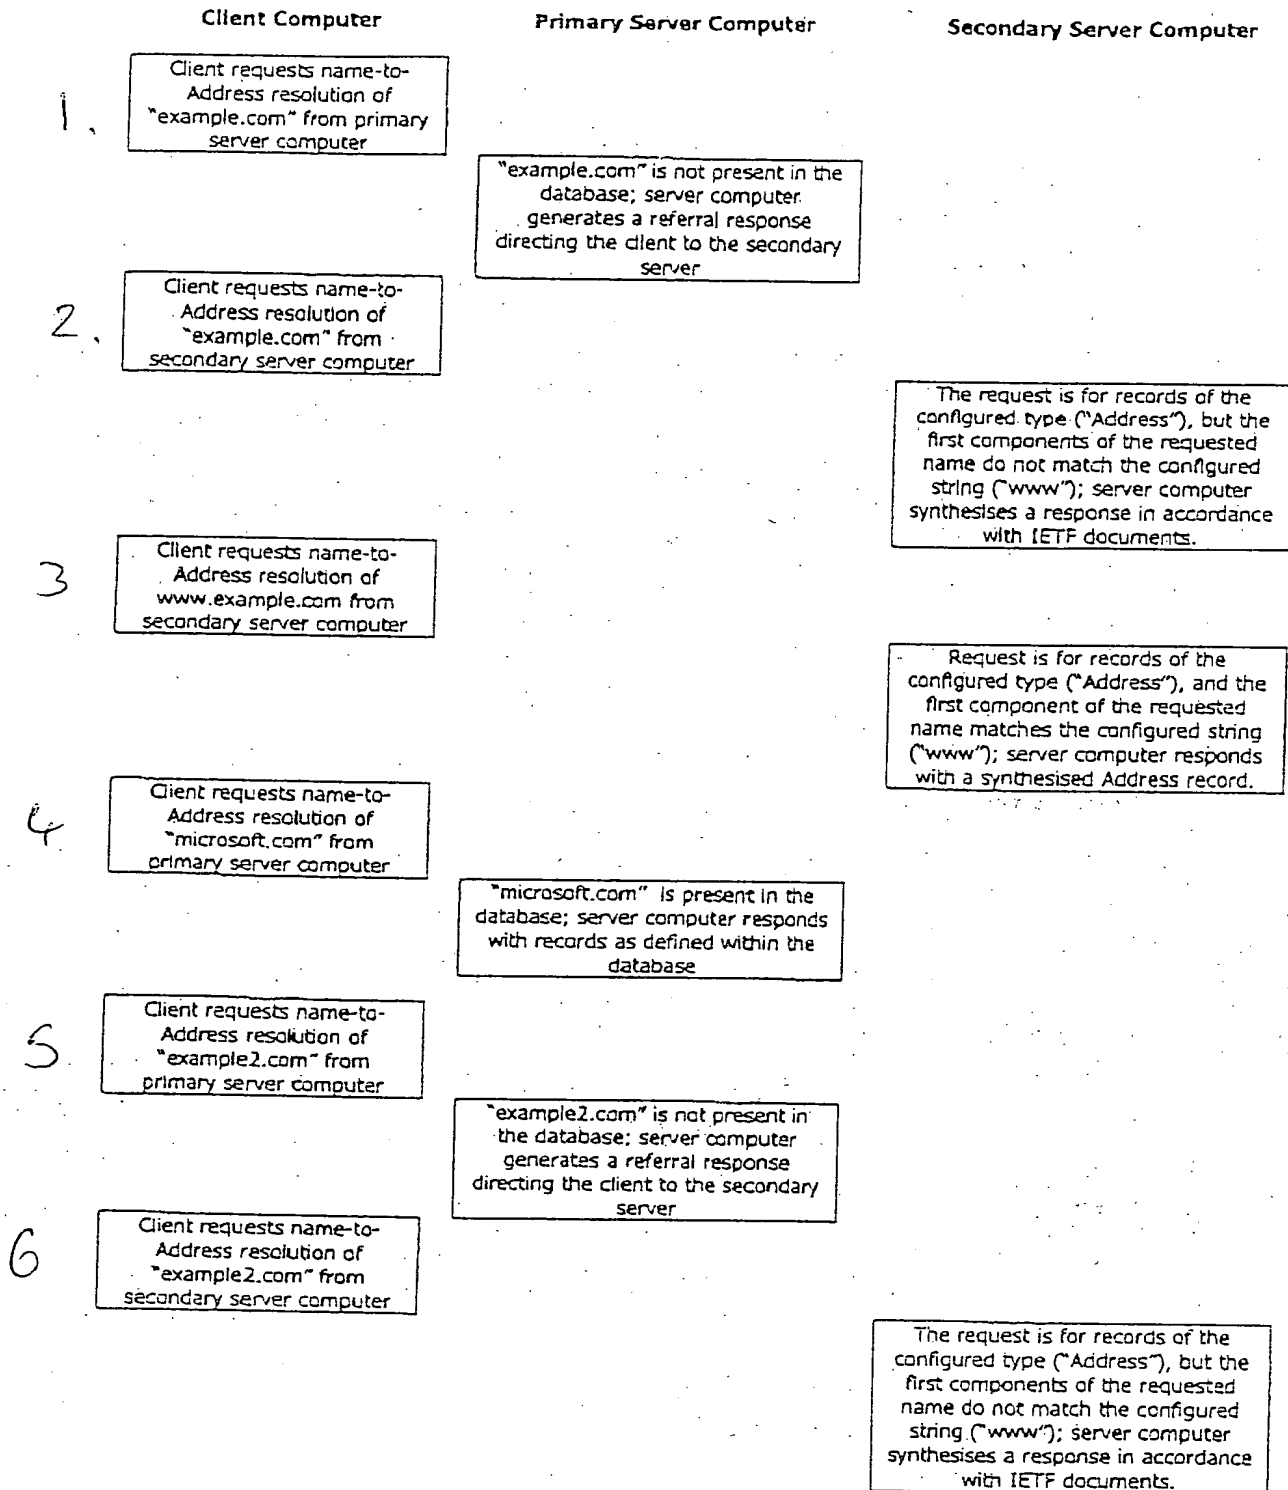 Client Computer
Primary Server Computer
Secondary Server Computer
1.
Client requests name-to-
Address resolution of
"example.com" from primary
server computer
"example.com" is not present in the
database; server computer
generates a referral response
directing the client to the secondary
server
2.
Client requests name-to-
Address resolution of
"example.com" from
secondary server computer
The request is for records of the
configured type ("Address"), but the
first components of the requested
name do not match the configured
string ("www"); server computer
synthesises a response in accordance
with IETF documents.
3
Client requests name-to-
Address resolution of
www.example.com from
secondary server computer
Request is for records of the
configured type ("Address"), and the
first component of the requested
name matches the configured string
("www"); server computer responds
with a synthesised Address record.
4
Client requests name-to-
Address resolution of
"microsoft.com" from
primary server computer
"microsoft.com" is present in the
database; server computer responds
with records as defined within the
database
5
Client requests name-to-
Address resolution of
"example2.com" from
primary server computer
"example2.com" is not present in
the database; server computer
generates a referral response
directing the client to the secondary
server
6
Client requests name-to-
Address resolution of
"example2.com" from
secondary server computer
The request is for records of the
configured type ("Address"), but the
first components of the requested
name do not match the configured
string ("www"); server computer
synthesises a response in accordance
with IETF documents.